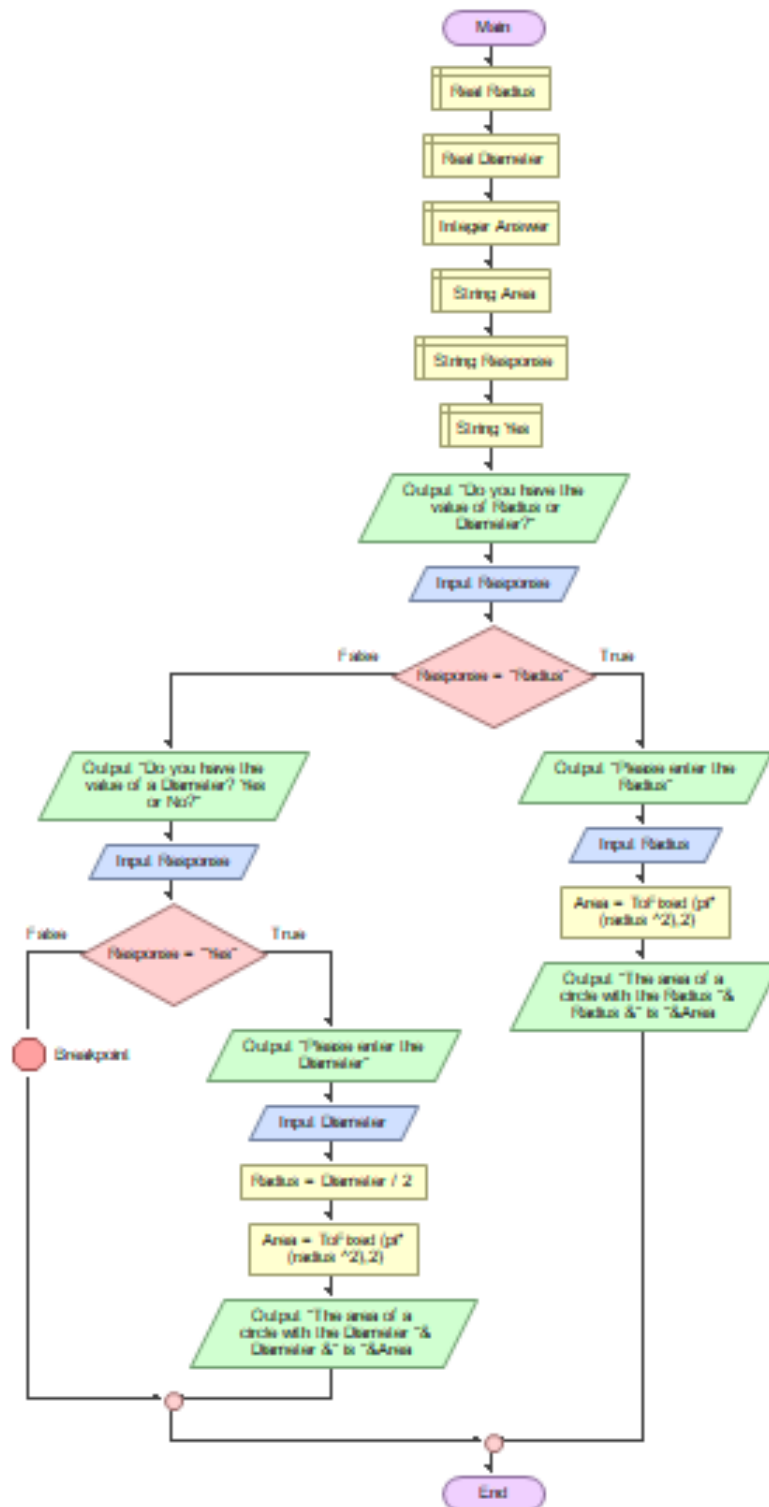 Main
Real Radius
Real Diameter
Integer Answer
String Area
String Response
String Yes
Output "Do you have the
value of Radius or
Diameter?"
Input Response
False
Response = "Radius"
True
Output "Do you have the
value of a Diameter? Yes
or No?"
Input Response
False
Response = "Yes"
True
Breakpoint
Output "Please enter the
Diameter"
Input Diameter
Radius = Diameter / 2
Area = ToFixed (pi*
(radius ^2),2)
Output "The area of a
circle with the Diameter "&
Diameter &" is "&Area
Output "Please enter the
Radius"
Input Radius
Area = ToFixed (pi*
(radius ^2),2)
Output "The area of a
circle with the Radius "&
Radius &" is "&Area
End